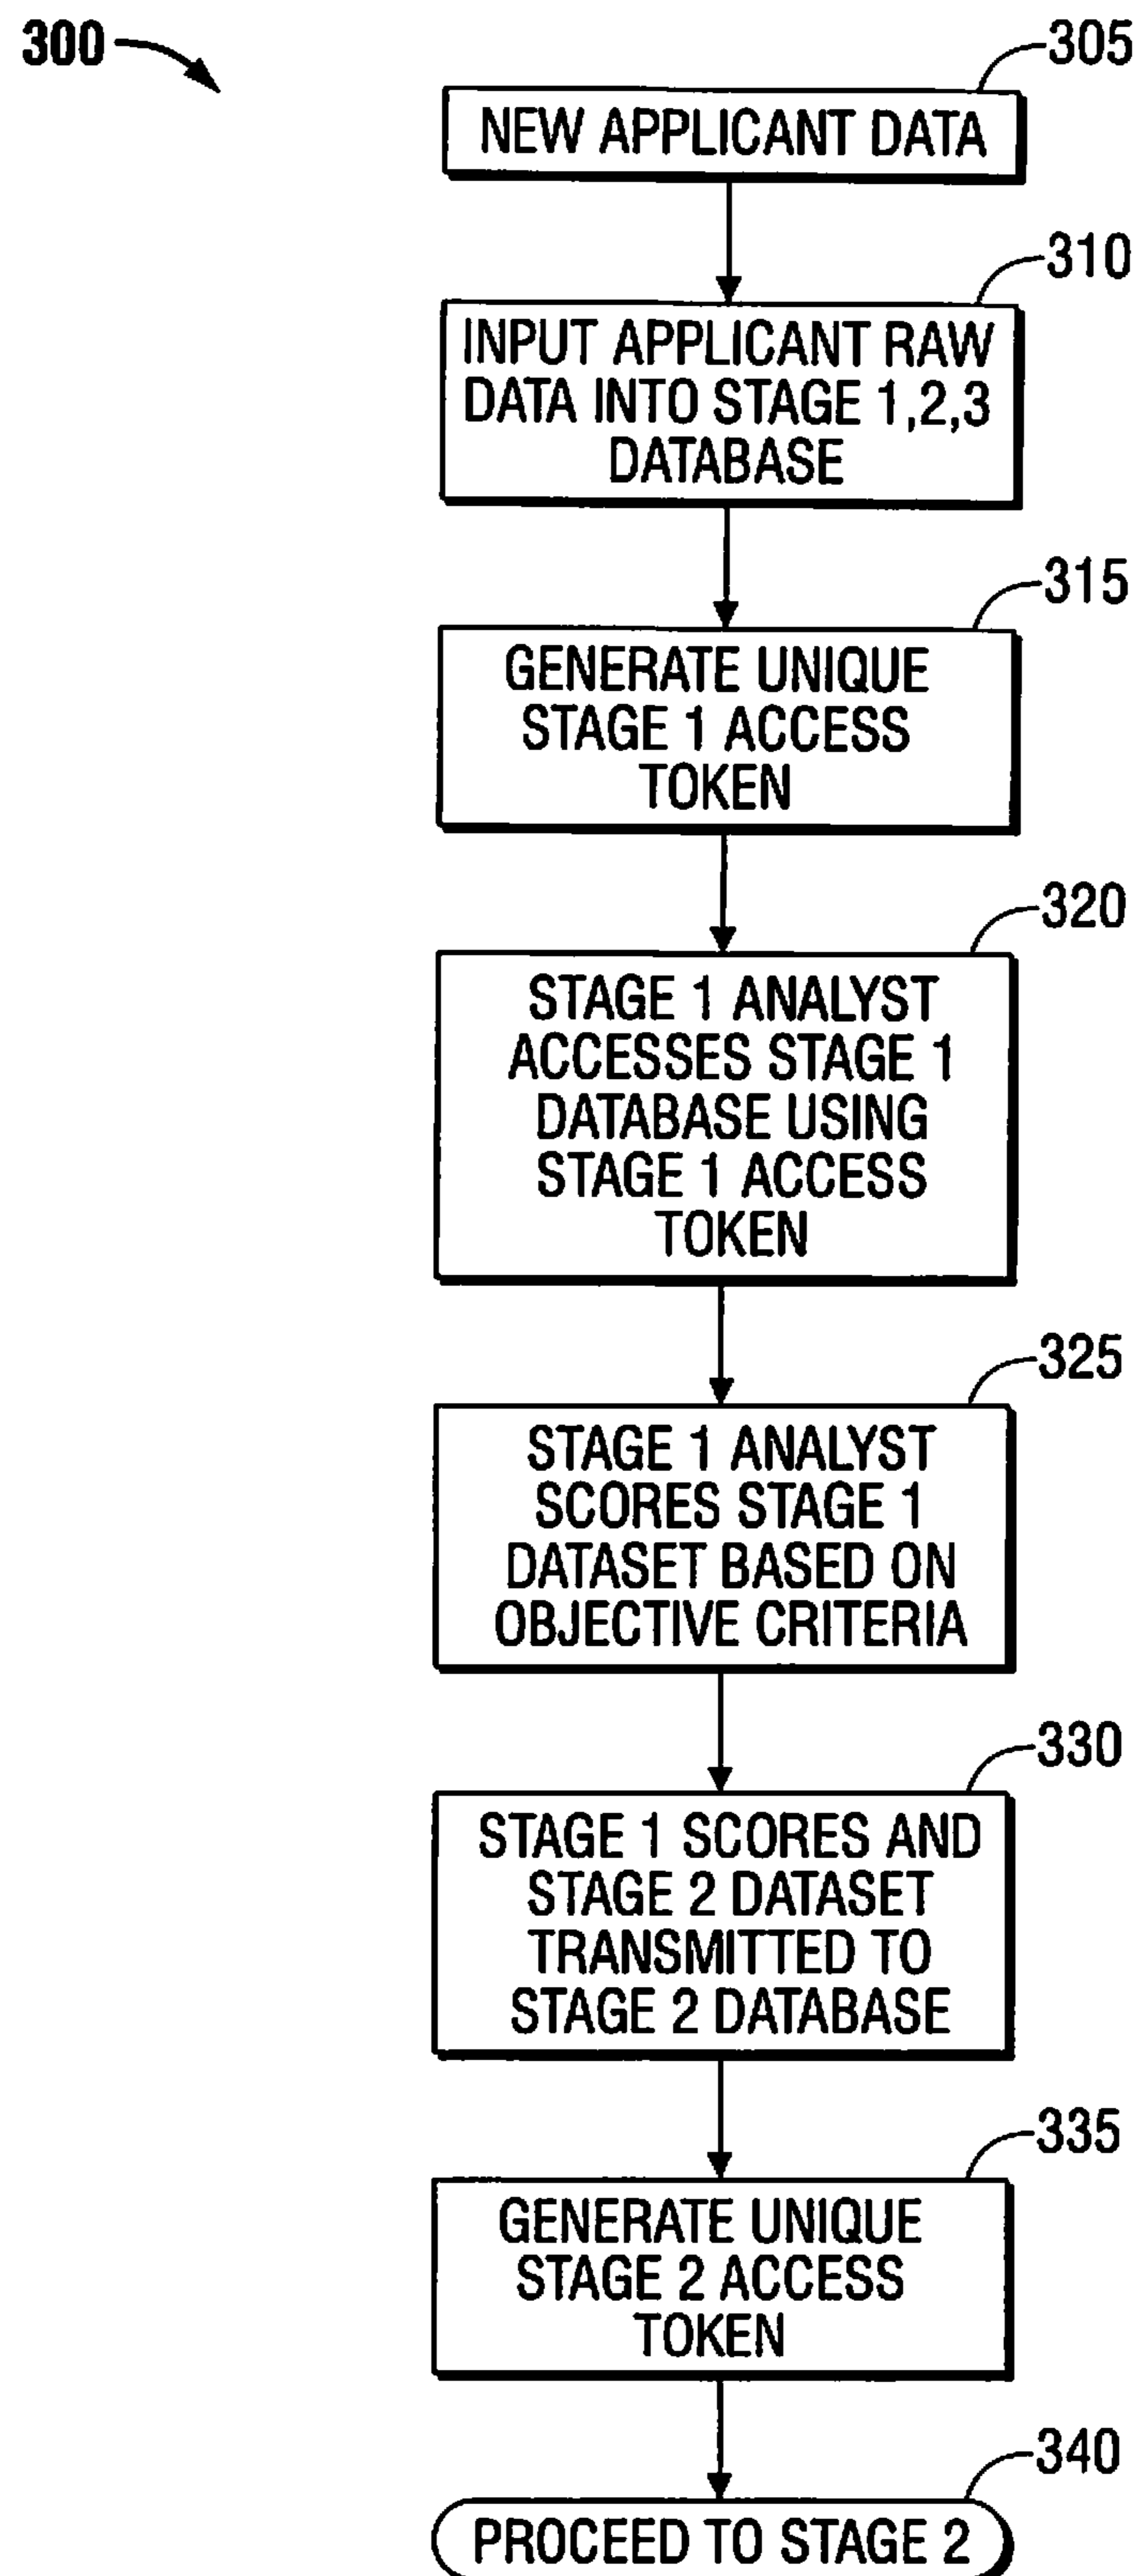 300
305
NEW APPLICANT DATA
310
INPUT APPLICANT RAW
DATA INTO STAGE 1,2,3
DATABASE
315
GENERATE UNIQUE
STAGE 1 ACCESS
TOKEN
320
STAGE 1 ANALYST
ACCESSES STAGE 1
DATABASE USING
STAGE 1 ACCESS
TOKEN
325
STAGE 1 ANALYST
SCORES STAGE 1
DATASET BASED ON
OBJECTIVE CRITERIA
330
STAGE 1 SCORES AND
STAGE 2 DATASET
TRANSMITTED TO
STAGE 2 DATABASE
335
GENERATE UNIQUE
STAGE 2 ACCESS
TOKEN
340
PROCEED TO STAGE 2